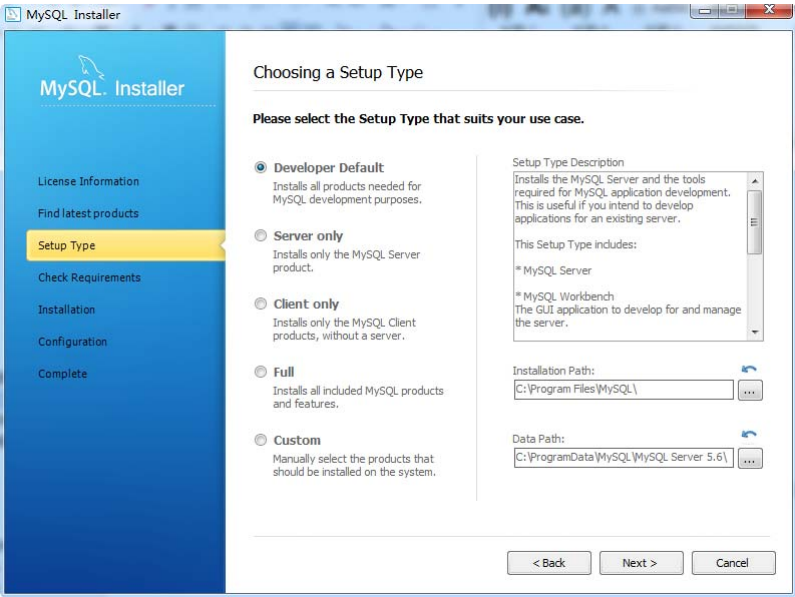 MySQL Installer
MySQL. Installer
License Information
Find latest products
Setup Type
Check Requirements
Installation
Configuration
Complete
Choosing a Setup Type
Please select the Setup Type that suits your use case.
Developer Default
Installs all products needed for
MySQL development purposes.
Server only
Installs only the MySQL Server
product.
Client only
Installs only the MySQL Client
products, without a server.
Full
Installs all included MySQL products
and features.
Custom
Manually select the products that
should be installed on the system.
Setup Type Description
Installs the MySQL Server and the tools
required for MySQL application development.
This is useful if you intend to develop
applications for an existing server.
This Setup Type includes:
* MySQL Server
* MySQL Workbench
The GUI application to develop for and manage
the server.
Installation Path:
C:\Program Files\MySQL\
...
Data Path:
C:\ProgramData\MySQL\MySQL Server 5.6\
...
< Back
Next >
Cancel